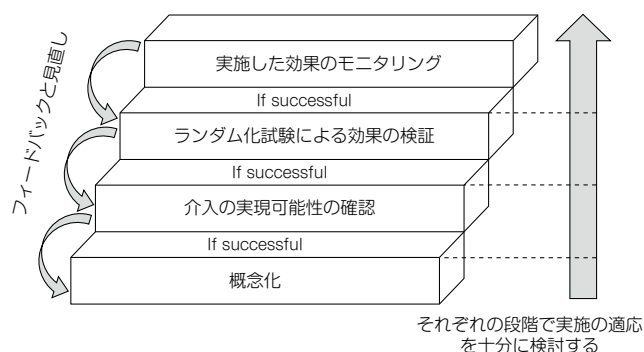 フィードバックと見直し
実施した効果のモニタリング
If successful
ランダム化試験による効果の検証
If successful
介入の実現可能性の確認
If successful
概念化
それぞれの段階で実施の適応
を十分に検討する